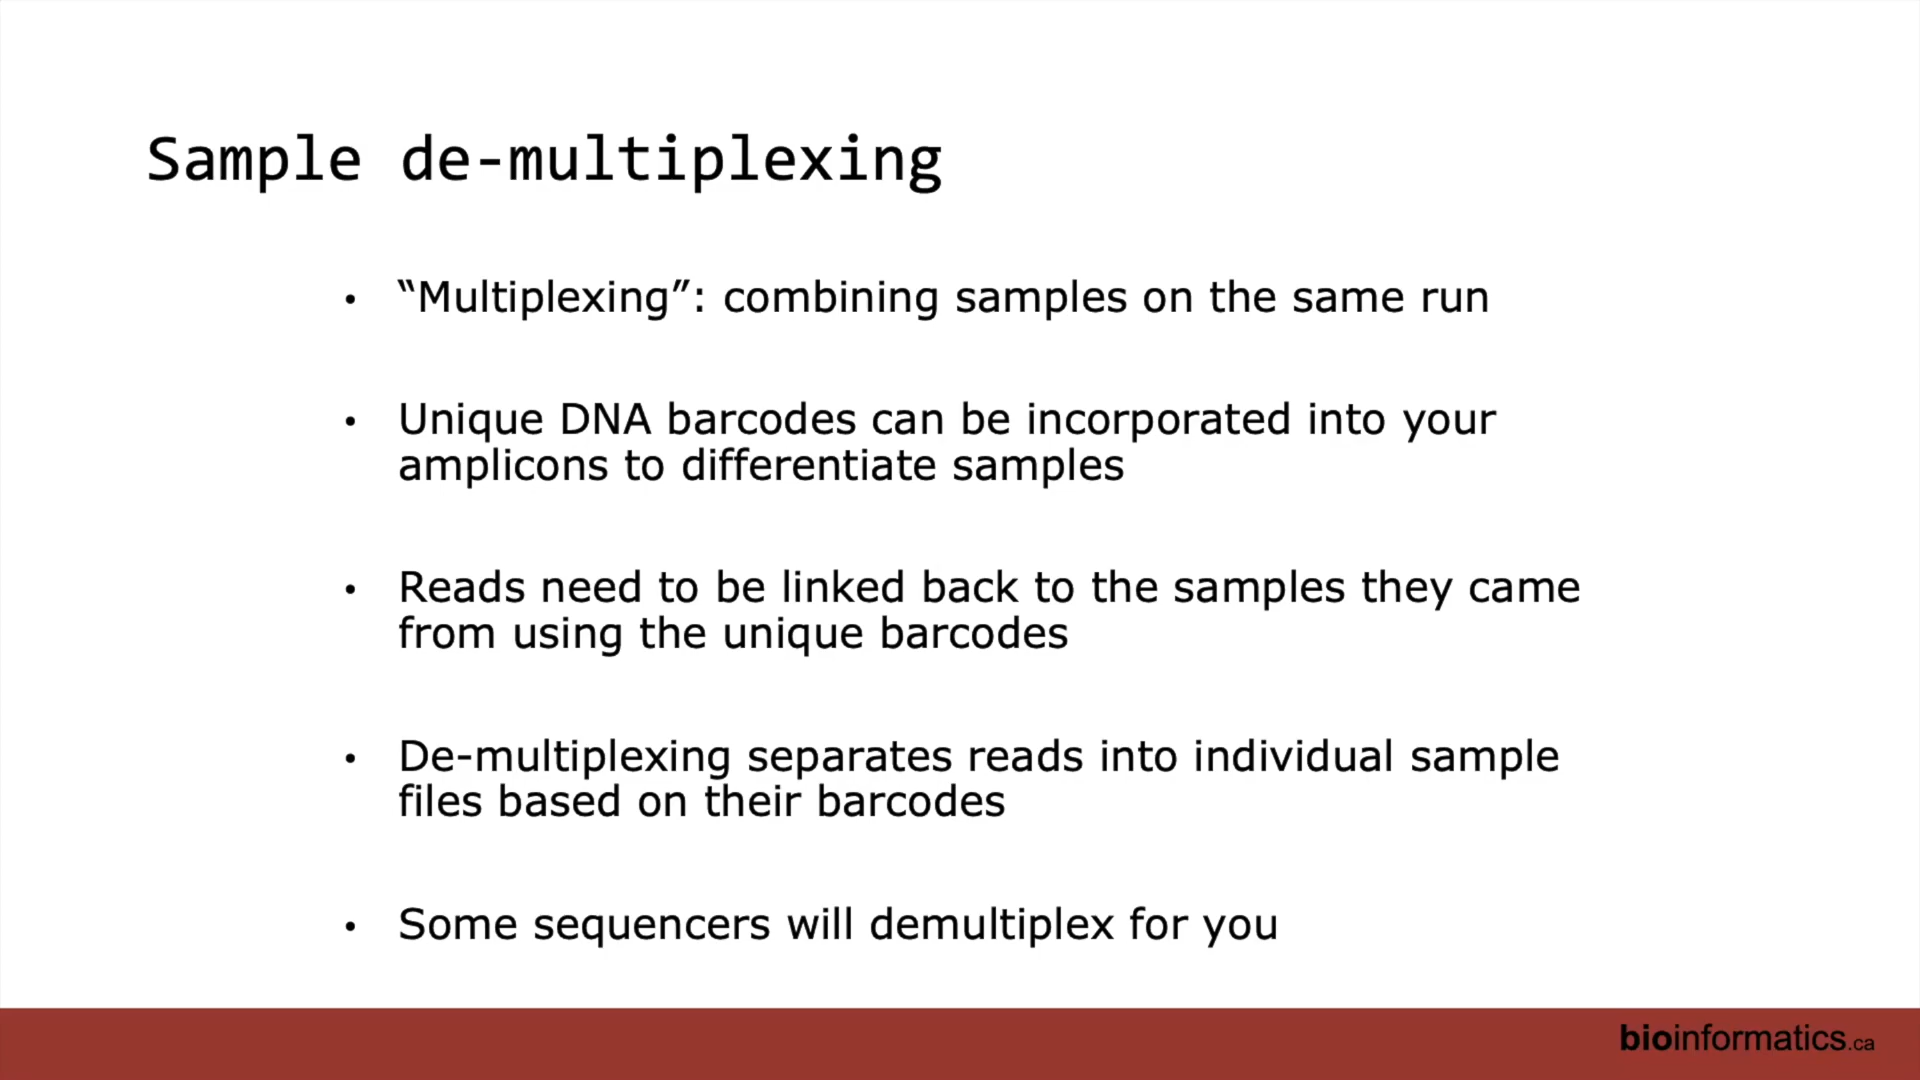 Sample de-multiplexing
• “Multiplexing”: combining samples on the same run
• Unique DNA barcodes can be incorporated into your
amplicons to differentiate samples
• Reads need to be linked back to the samples they came
from using the unique barcodes
• De-multiplexing separates reads into individual sample
files based on their barcodes
• Some sequencers will demultiplex for you
bioinformatics.ca